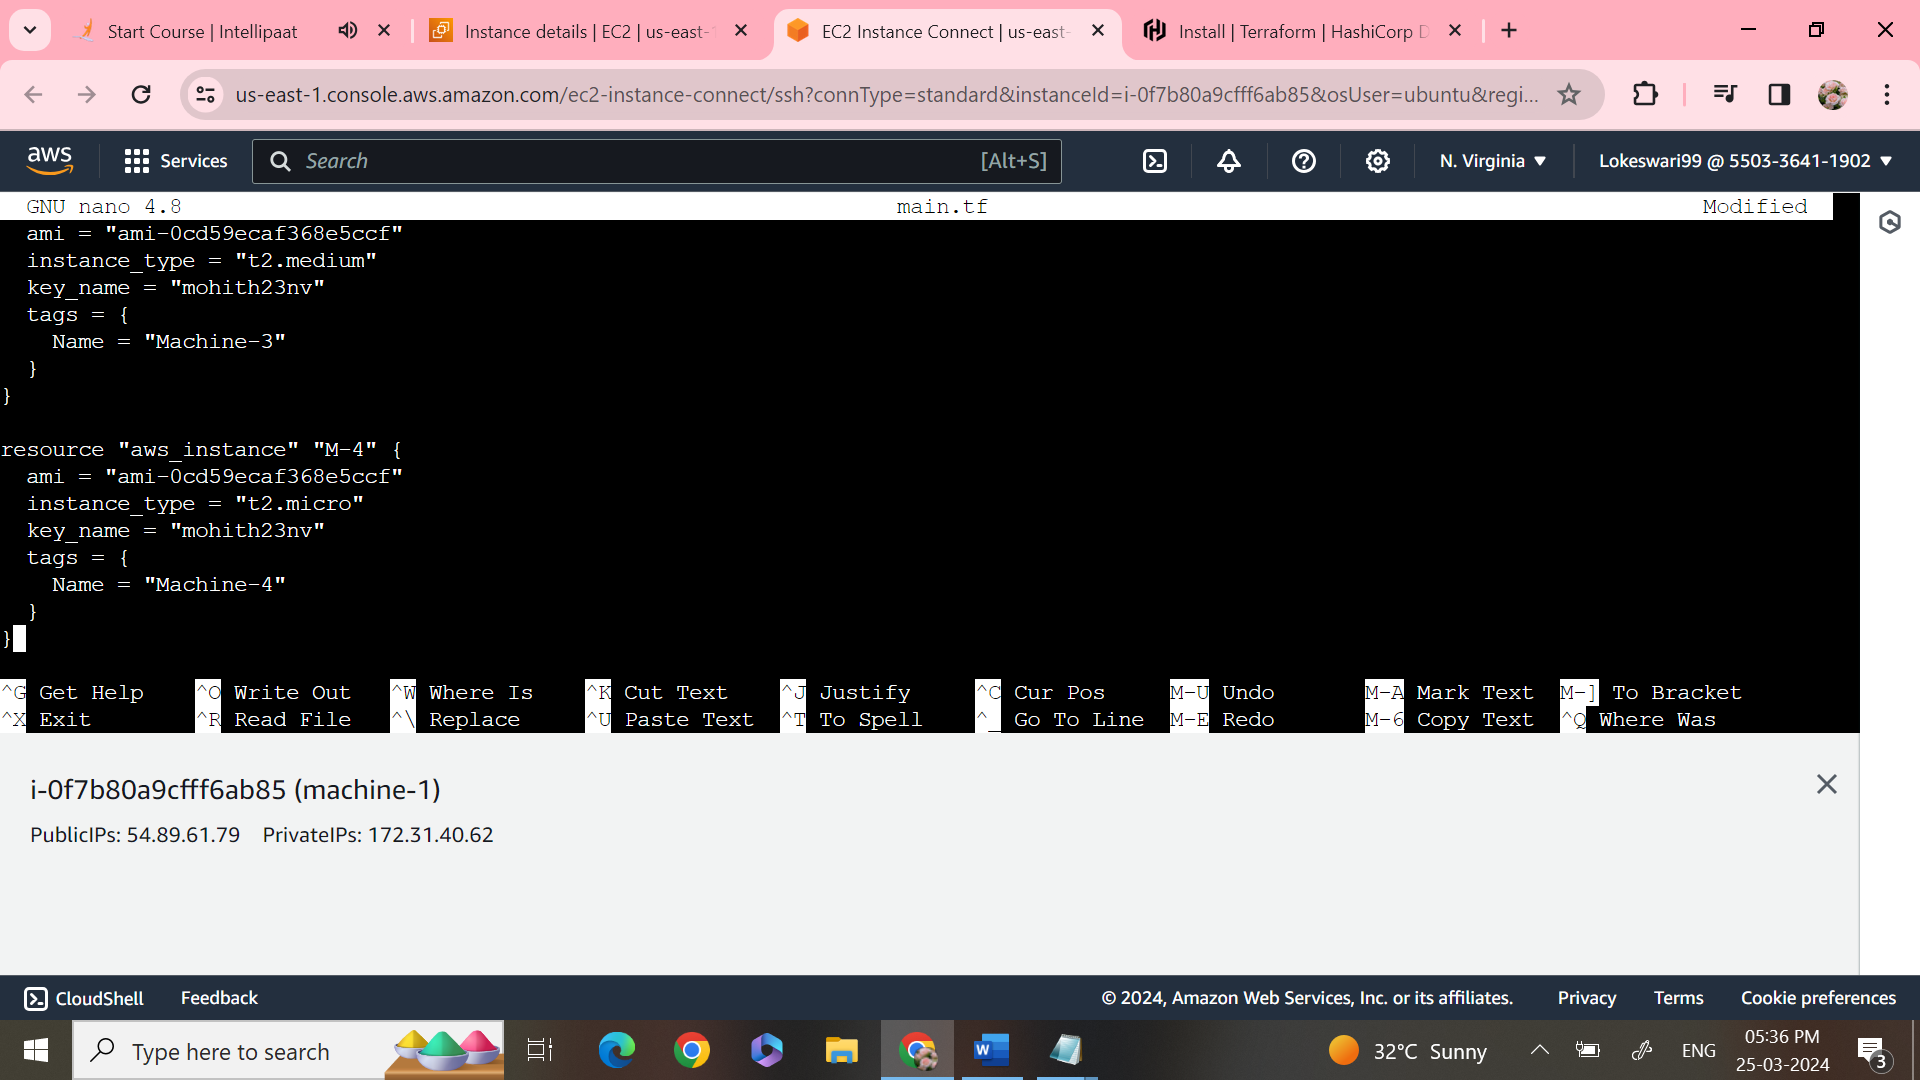 Start Course | Intellipaat
Instance details | EC2 | us-east-1
EC2 Instance Connect | us-east-
Install | Terraform | HashiCorp D
us-east-1.console.aws.amazon.com/ec2-instance-connect/ssh?connType=standard&instanceId=i-0f7b80a9cfff6ab85&osUser=ubuntu&regi...
aws
Services
Search
[Alt+S]
N. Virginia ▼
Lokeswari99 @ 5503-3641-1902 ▼
GNU nano 4.8 main.tf Modified
ami = "ami-0cd59ecaf368e5ccf"
instance_type = "t2.medium"
key_name = "mohith23nv"
tags = {
Name = "Machine-3"
}
}
resource "aws_instance" "M-4" {
ami = "ami-0cd59ecaf368e5ccf"
instance_type = "t2.micro"
key_name = "mohith23nv"
tags = {
Name = "Machine-4"
}
}
^G Get Help ^O Write Out ^W Where Is ^K Cut Text ^J Justify ^C Cur Pos M-U Undo M-A Mark Text M-] To Bracket
^X Exit ^R Read File ^\ Replace ^U Paste Text ^T To Spell ^_ Go To Line M-E Redo M-6 Copy Text ^Q Where Was
i-0f7b80a9cfff6ab85 (machine-1)
PublicIPs: 54.89.61.79 PrivateIPs: 172.31.40.62
CloudShell Feedback © 2024, Amazon Web Services, Inc. or its affiliates. Privacy Terms Cookie preferences
Type here to search
W
32°C Sunny
ENG
05:36 PM
25-03-2024
3